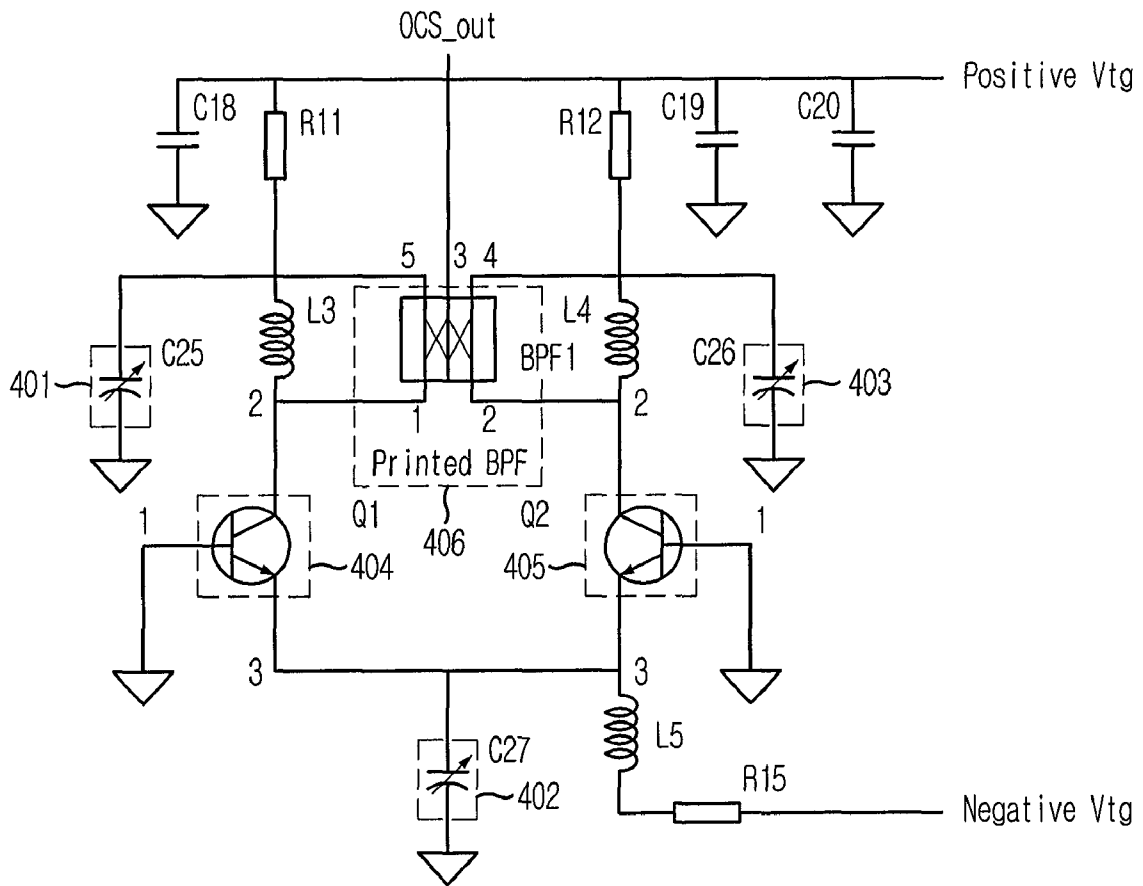 OCS_out
Positive Vtg
C18
R11
R12
C19
C20
5
3
4
L3
L4
BPF1
C25
C26
401
403
2
1
2
2
Printed BPF
1
Q1
406
Q2
1
404
405
3
3
C27
402
L5
R15
Negative Vtg